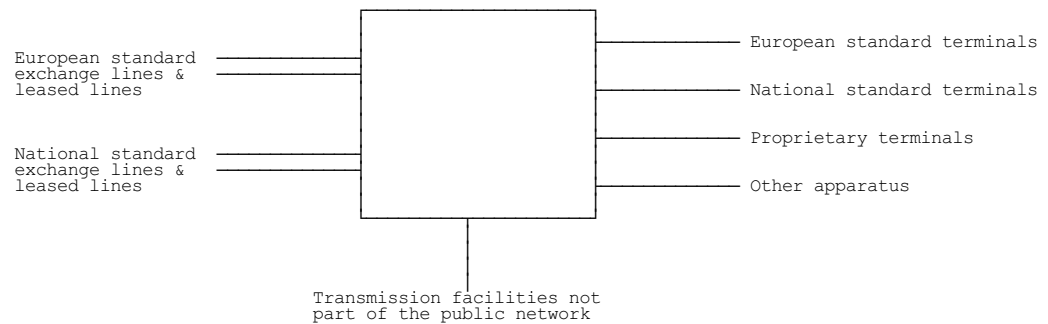 European standard
exchange lines &
leased lines
National standard
exchange lines &
leased lines
European standard terminals
National standard terminals
Proprietary terminals
Other apparatus
Transmission facilities not
part of the public network